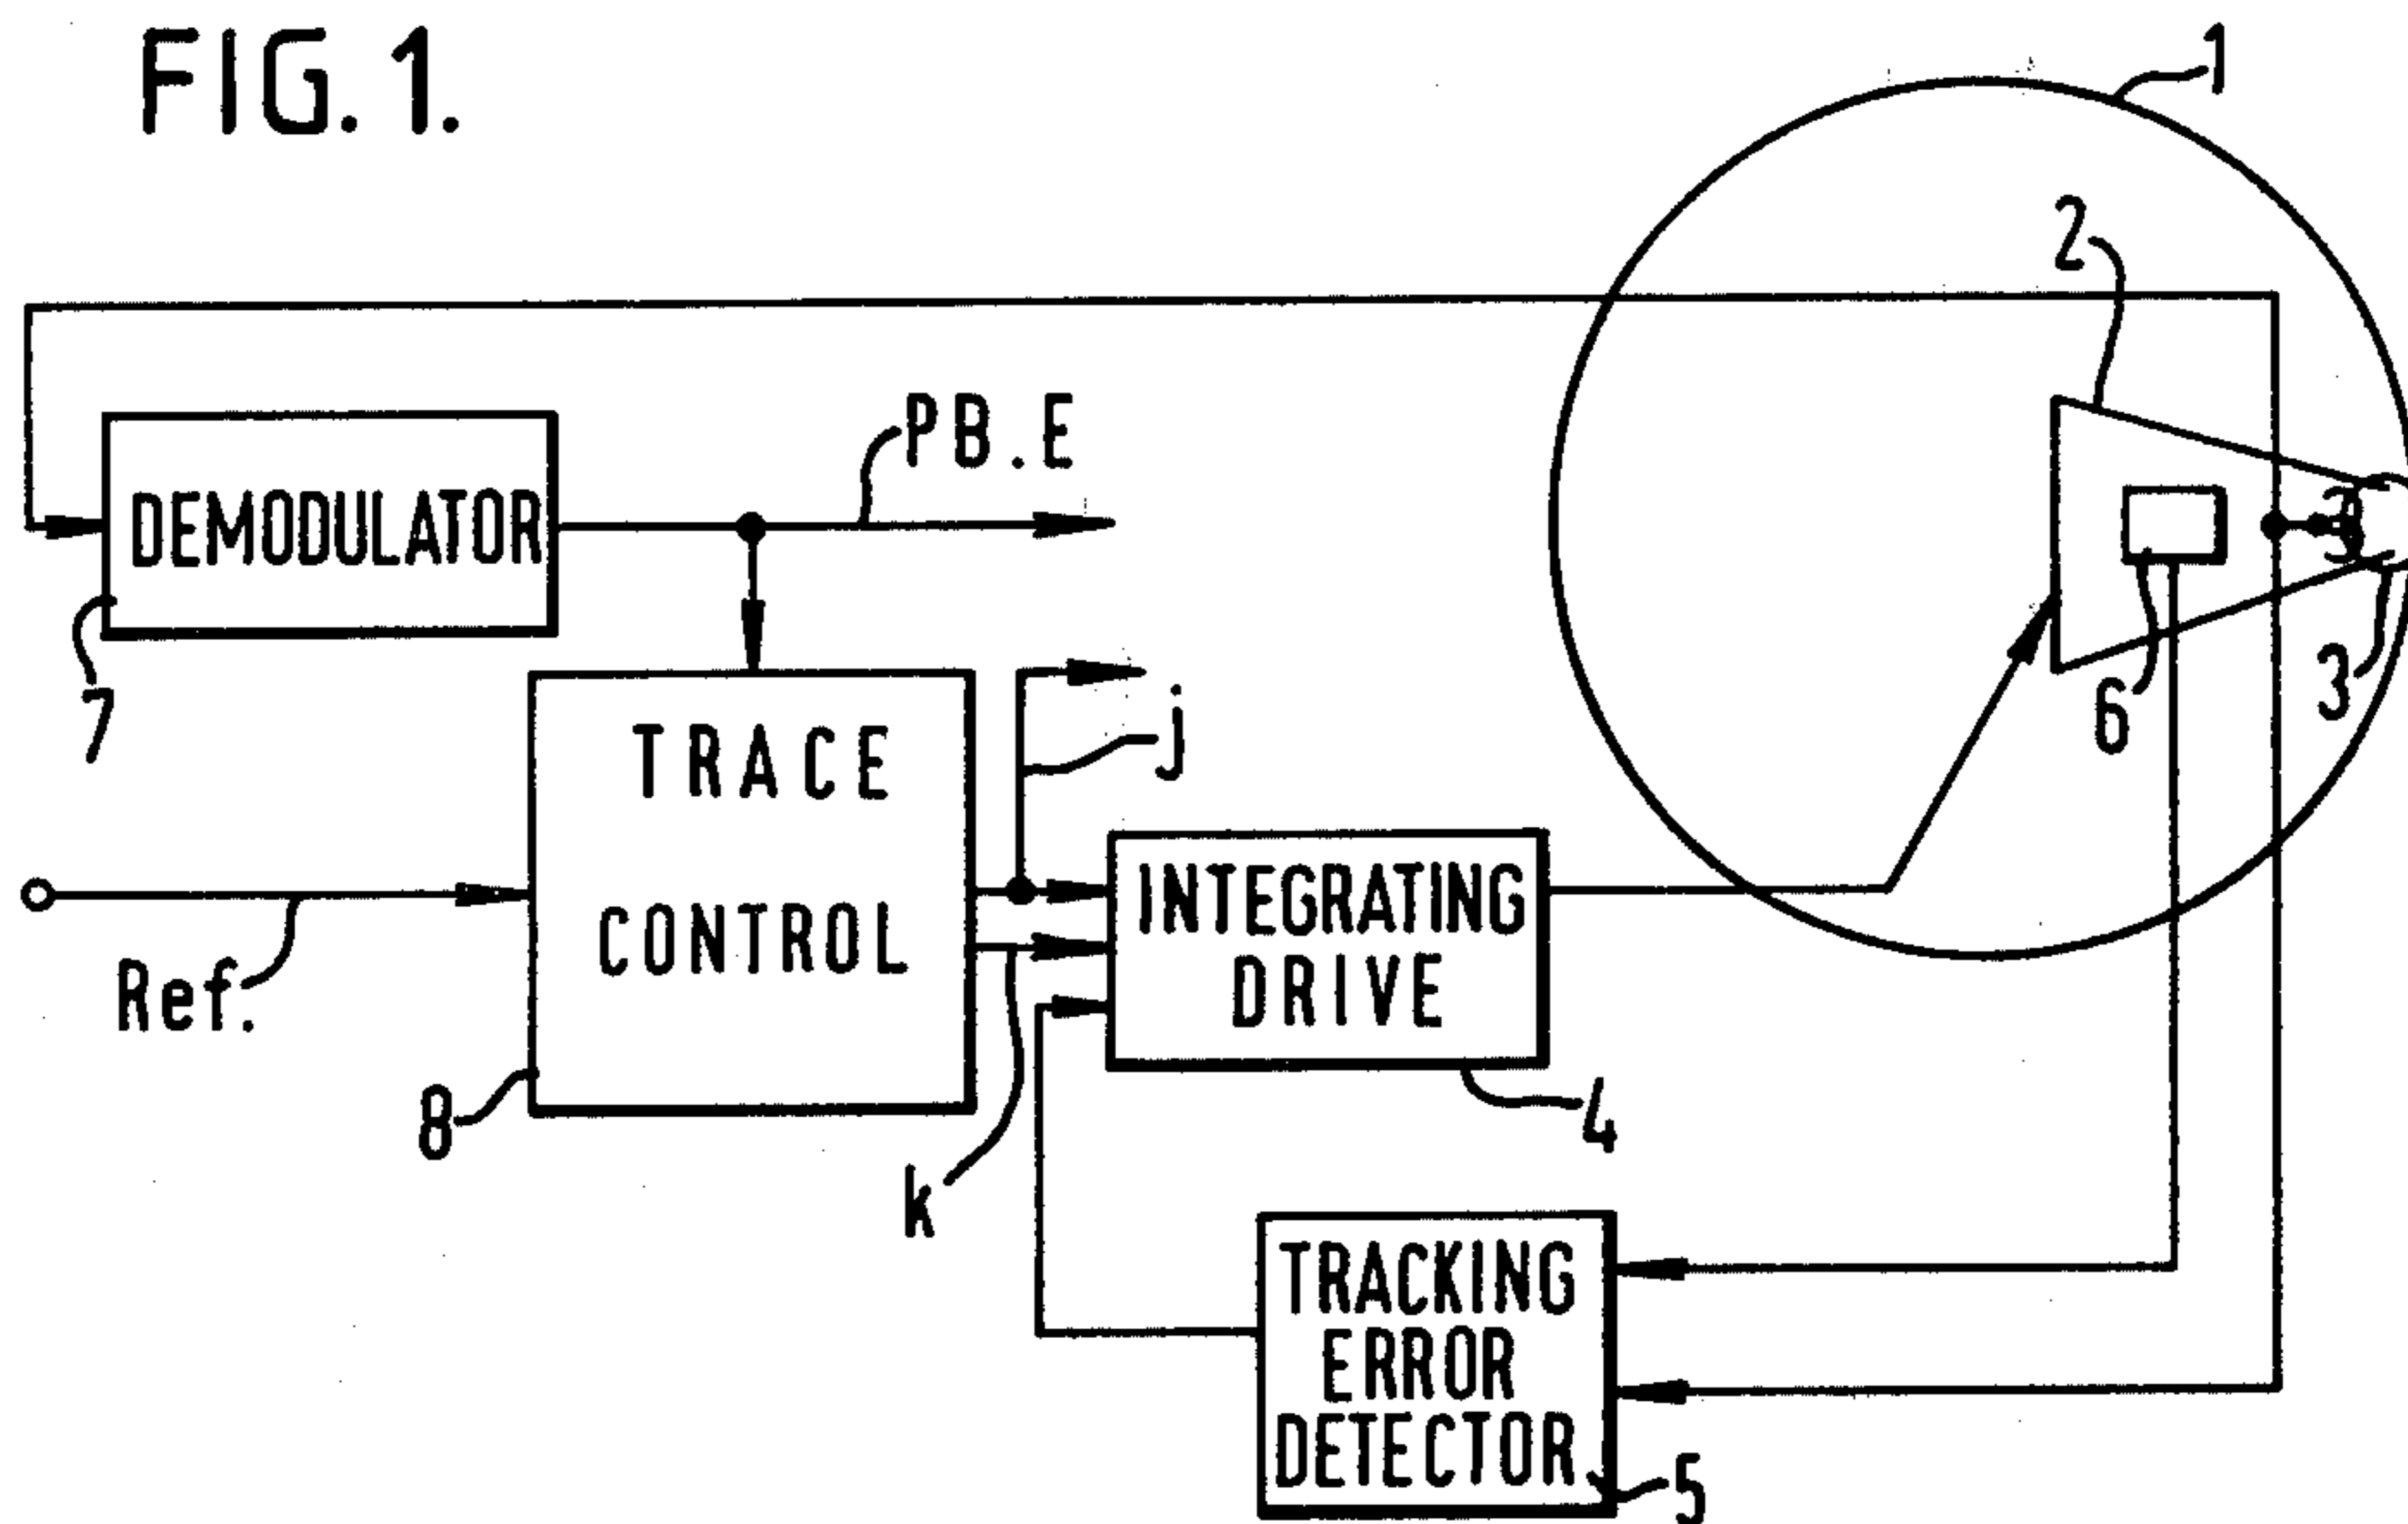 FIG. 1.
1
2
PB.E
DEMODULATOR
7
3
6
j
TRACE
CONTROL
INTEGRATING
DRIVE
Ref.
8
k
4
TRACKING
ERROR
DETECTOR
5